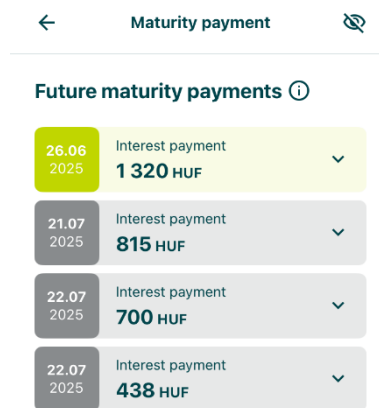 Maturity payment
Future maturity payments
26.06
2025
Interest payment
1 320 HUF
21.07
2025
Interest payment
815 HUF
22.07
2025
Interest payment
700 HUF
22.07
2025
Interest payment
438 HUF